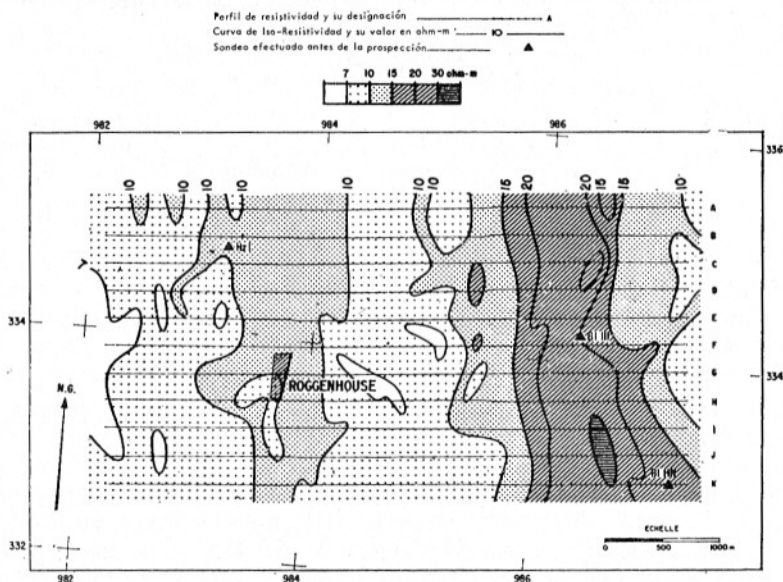 Perfil de resistividad y su designación A
Curva de Iso-Resistividad y su valor en ohm-m 10
Sondeo efectuado antes de la prospección
7 10 15 20 30 ohm-m
982 984 986
336
10 10 10 10 10 10 15 20 20 15 15 10
A
B
Hz1
C
7
D
E
334
F
334
G
N.G.
ROGGENHOUSE
H
I
J
K
ECHELLE
0 500 1000 m
332
982 984 986